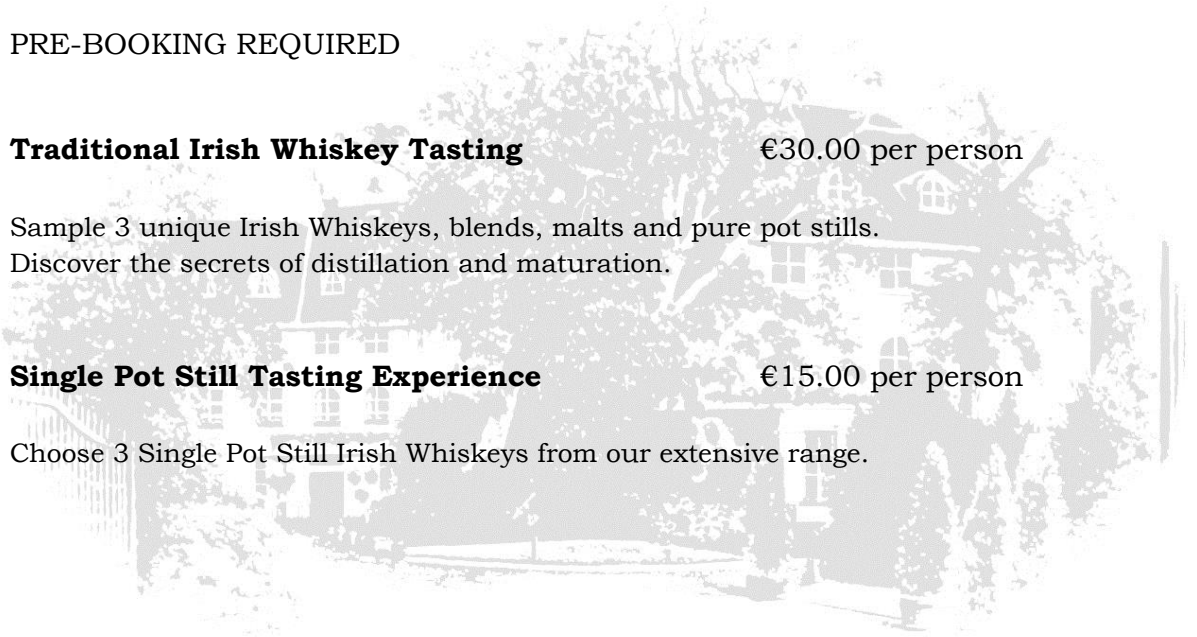 PRE-BOOKING REQUIRED
Traditional Irish Whiskey Tasting €30.00 per person
Sample 3 unique Irish Whiskeys, blends, malts and pure pot stills.
Discover the secrets of distillation and maturation.
Single Pot Still Tasting Experience €15.00 per person
Choose 3 Single Pot Still Irish Whiskeys from our extensive range.